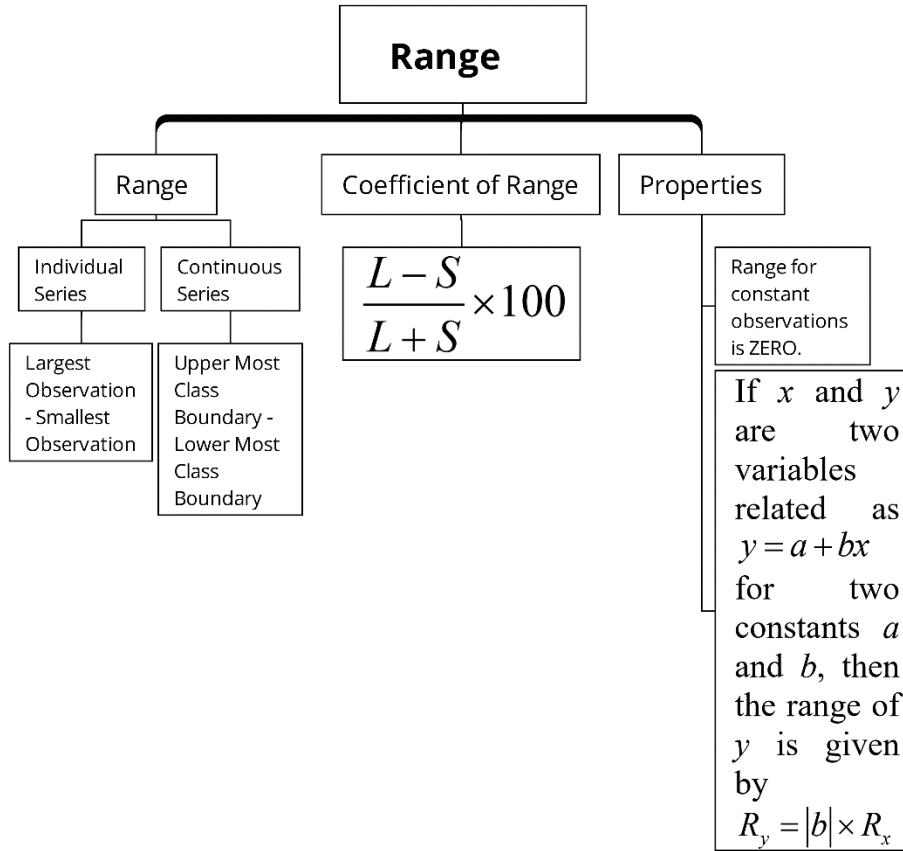 Range
Range
Coefficient of Range
Properties
Individual
Series
Continuous
Series
Largest
Observation
- Smallest
Observation
Upper Most
Class
Boundary -
Lower Most
Class
Boundary
L − S
L + S
× 100
Range for
constant
observations
is ZERO.
If x and y
are two
variables
related as
y = a + bx
for two
constants a
and b, then
the range of
y is given
by
R_y = |b| × R_x